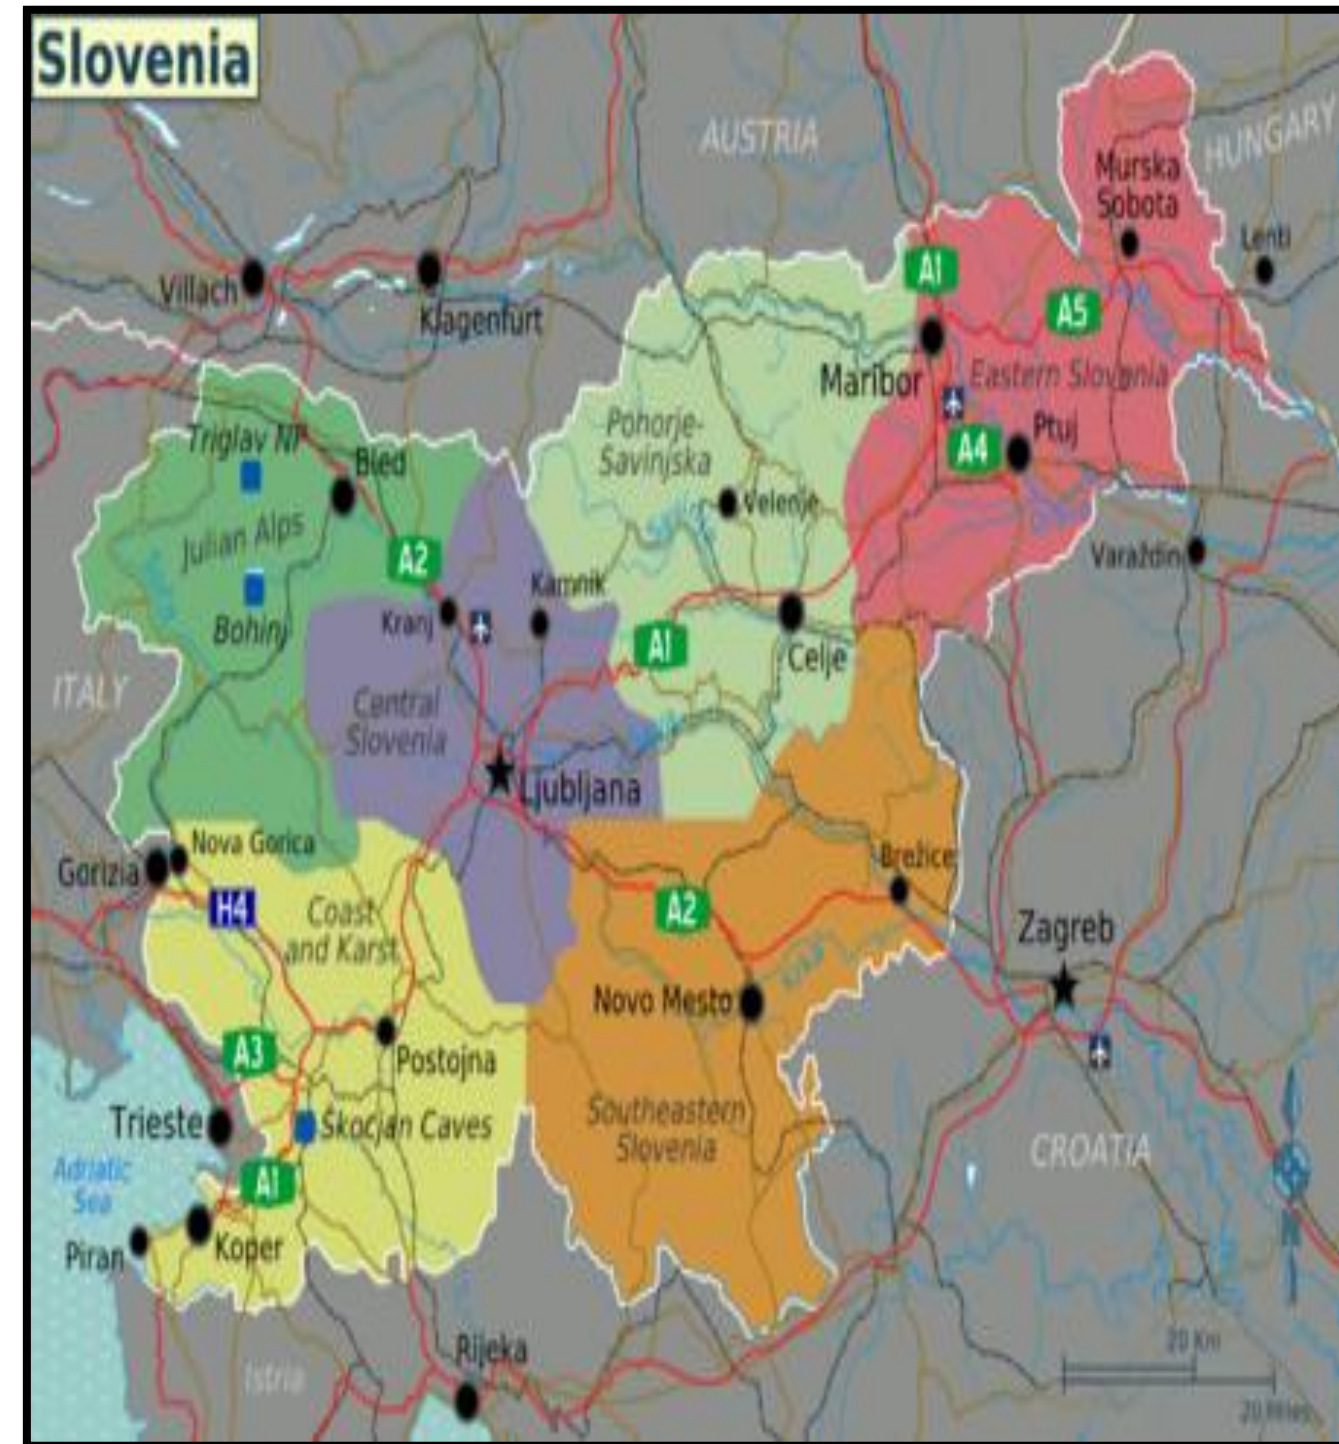 Slovenia
AUSTRIA
HUNGARY
Murska
Sobota
Lenti
Villach
Klagenfurt
A1
A5
Maribor
Eastern Slovenia
Pohorje-
Savinjska
A4
Ptuj
Triglav NP
Bled
Velenje
Julian Alps
A2
Varaždin
Kamnik
Kranj
Bohinj
A1
Celje
ITALY
Central
Slovenia
Ljubljana
Nova Gorica
Gorizia
Brežice
H4
Coast
and Karst
A2
Zagreb
Novo Mesto
A3
Postojna
Trieste
Škocjan Caves
Southeastern
Slovenia
CROATIA
Adriatic
Sea
A1
Piran
Koper
N
Rijeka
Istria
20 Km
20 Miles